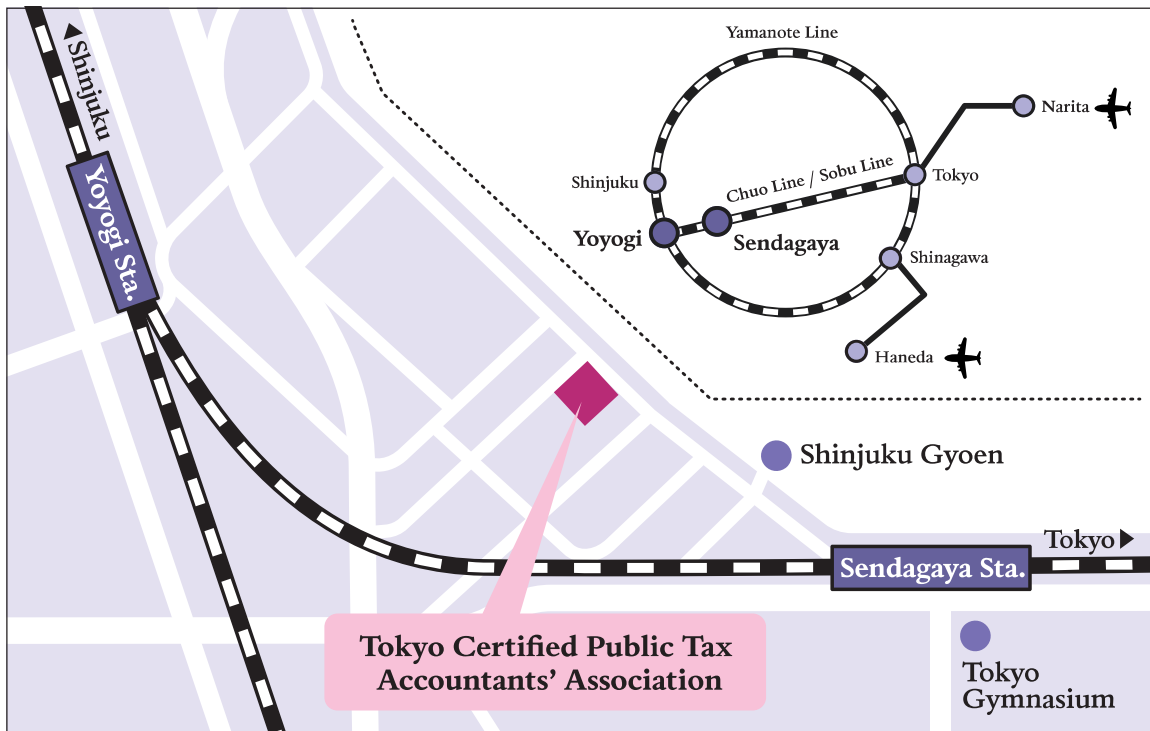 Shinjuku
Yoyogi Sta.
Yamanote Line
Narita
Shinjuku
Chuo Line / Sobu Line
Tokyo
Yoyogi
Sendagaya
Shinagawa
Haneda
Shinjuku Gyoen
Tokyo
Sendagaya Sta.
Tokyo Certified Public Tax
Accountants’ Association
Tokyo
Gymnasium